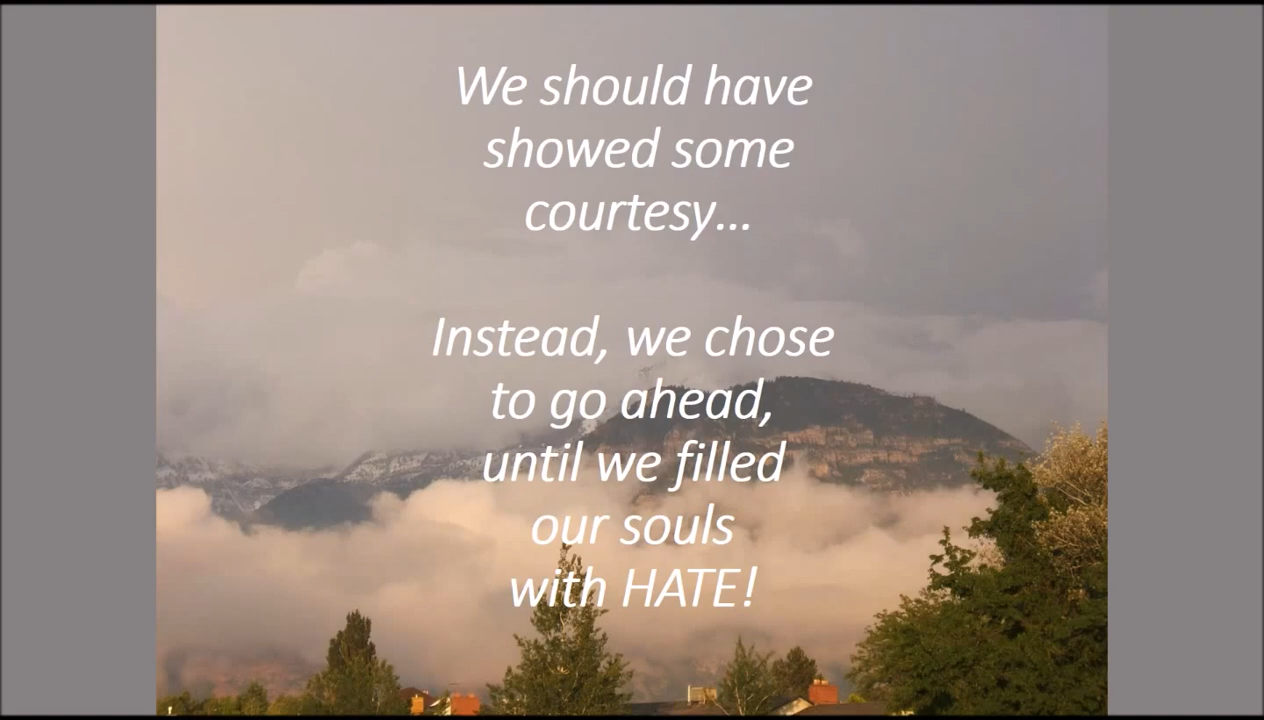 We should have
showed some
courtesy...
Instead, we chose
to go ahead,
until we filled
our souls
with HATE!